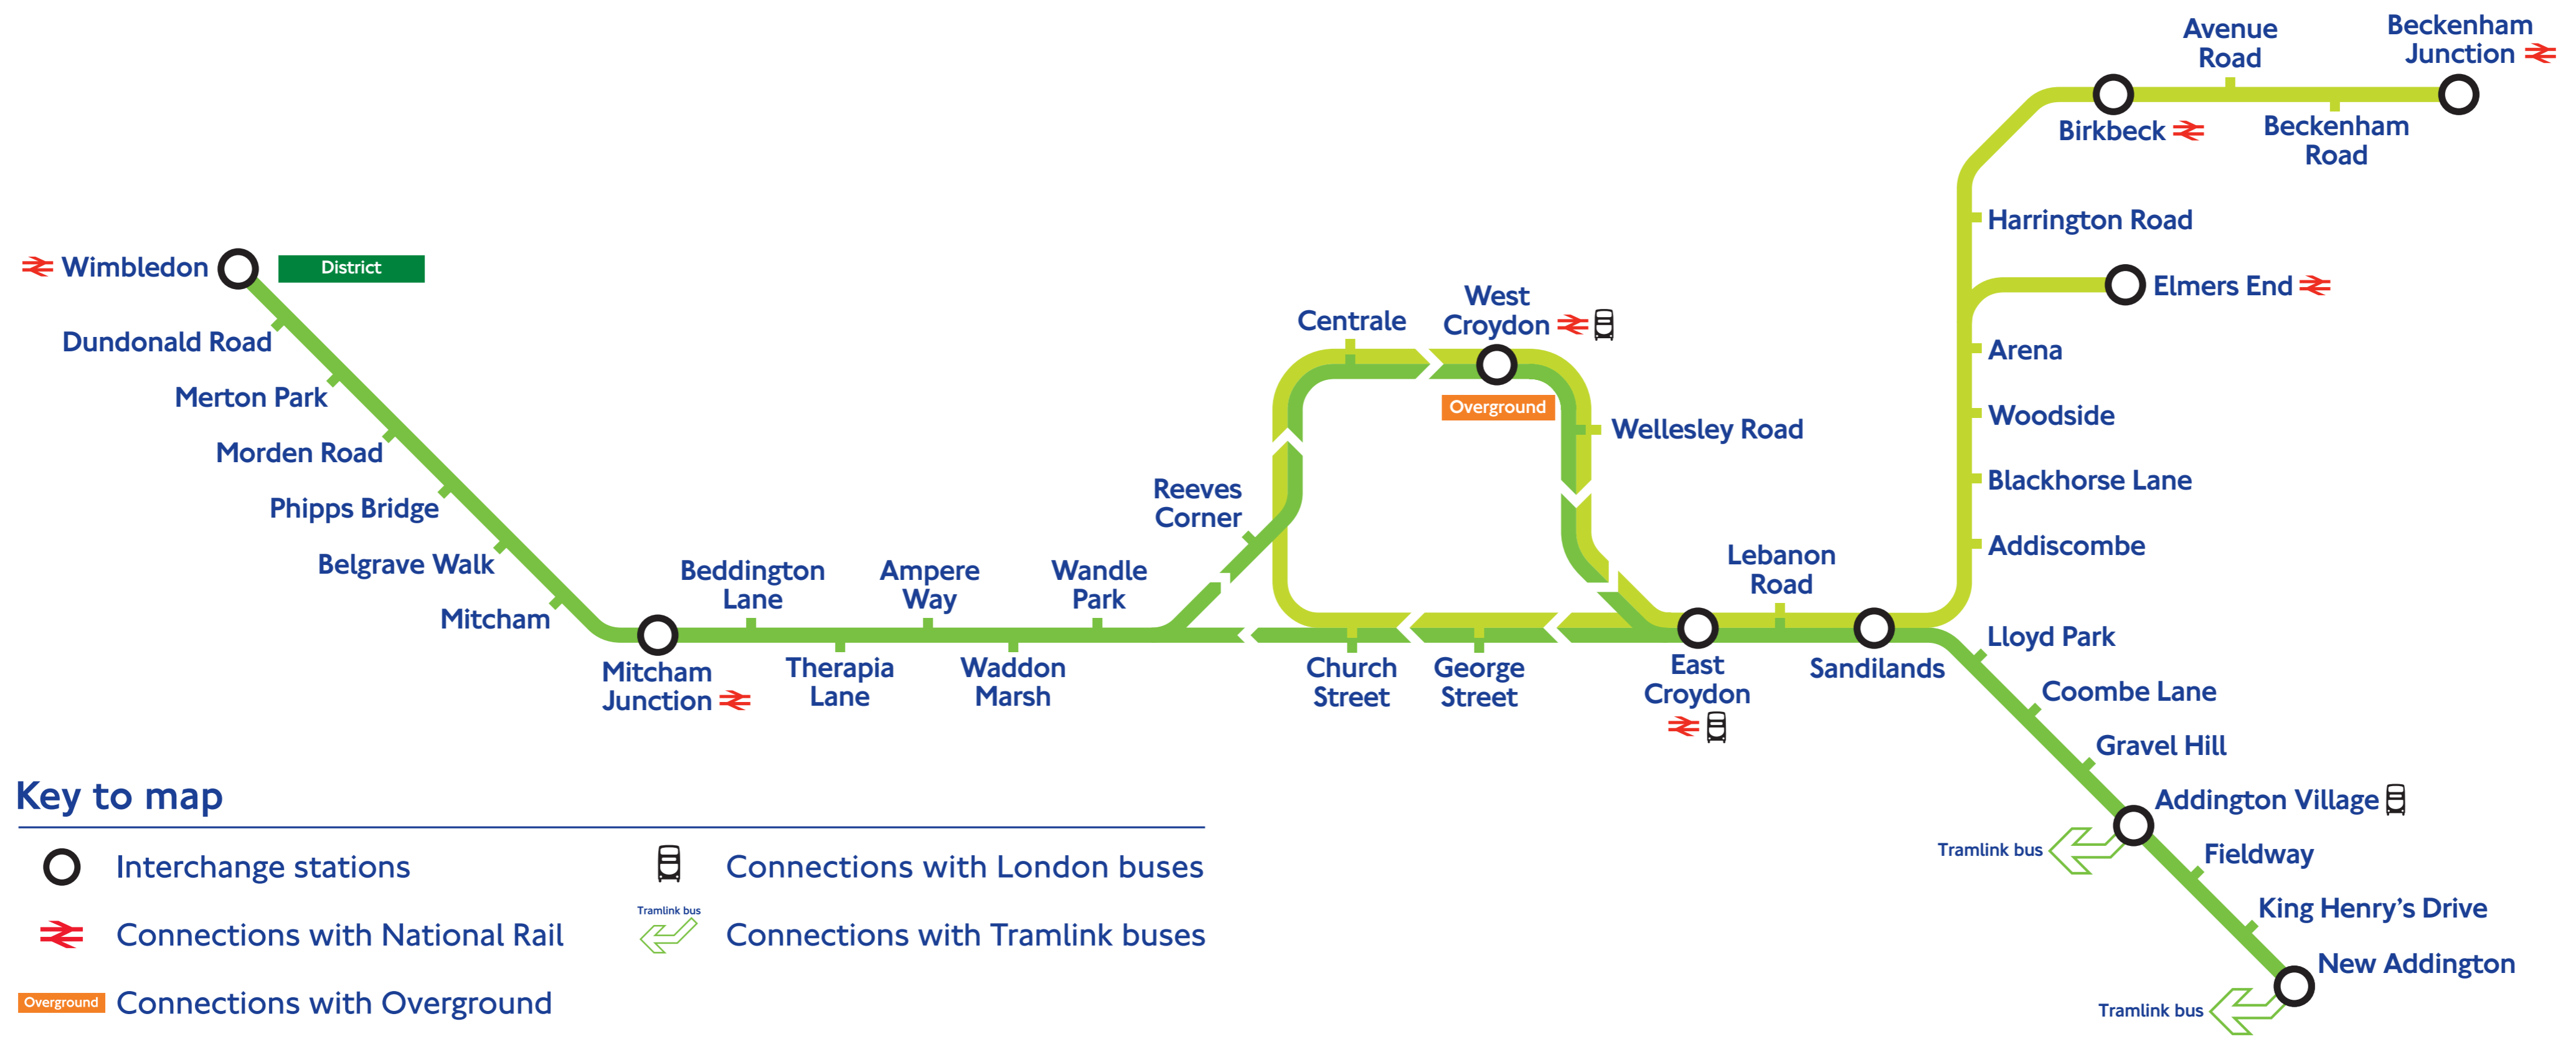 Avenue
Road
Beckenham
Junction
Birkbeck
Beckenham
Road
Harrington Road
Wimbledon
District
Elmers End
Dundonald Road
Merton Park
Morden Road
Phipps Bridge
Belgrave Walk
Mitcham
Centrale
West
Croydon
Overground
Wellesley Road
Arena
Woodside
Blackhorse Lane
Addiscombe
Reeves
Corner
Beddington
Lane
Ampere
Way
Wandle
Park
Lebanon
Road
Mitcham
Junction
Therapia
Lane
Waddon
Marsh
Church
Street
George
Street
East
Croydon
Sandilands
Lloyd Park
Coombe Lane
Gravel Hill
Addington Village
Tramlink bus
Fieldway
King Henry's Drive
New Addington
Tramlink bus
Key to map
Interchange stations
Connections with National Rail
Overground
Connections with Overground
Connections with London buses
Tramlink bus
Connections with Tramlink buses